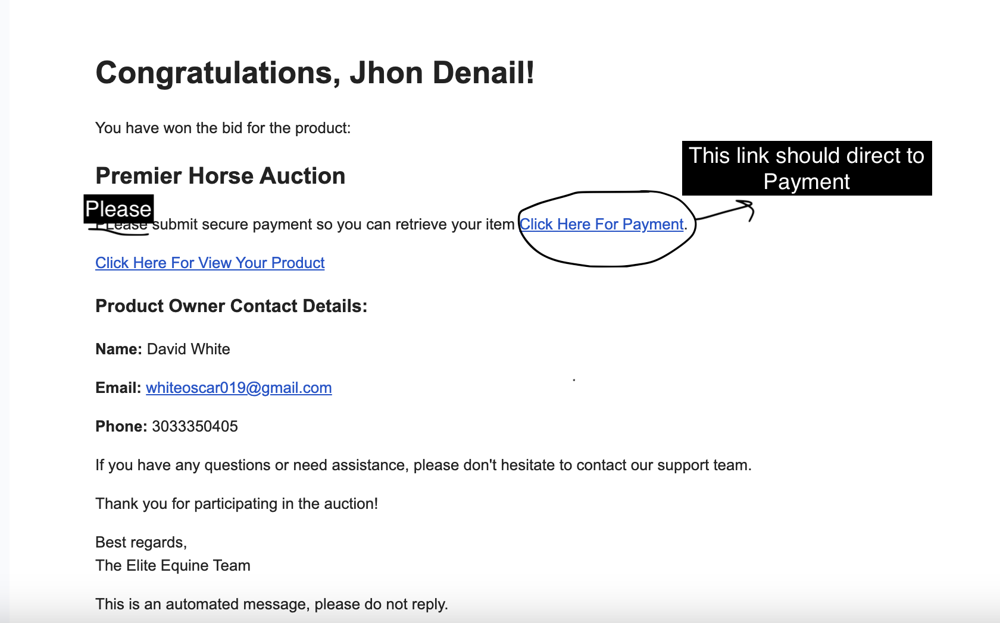 Congratulations, Jhon Denail!
You have won the bid for the product:
This link should direct to
Payment
Premier Horse Auction
Please
PLease submit secure payment so you can retrieve your item Click Here For Payment.
Click Here For View Your Product
Product Owner Contact Details:
Name: David White
Email: whiteoscar019@gmail.com
Phone: 3033350405
If you have any questions or need assistance, please don't hesitate to contact our support team.
Thank you for participating in the auction!
Best regards,
The Elite Equine Team
This is an automated message, please do not reply.